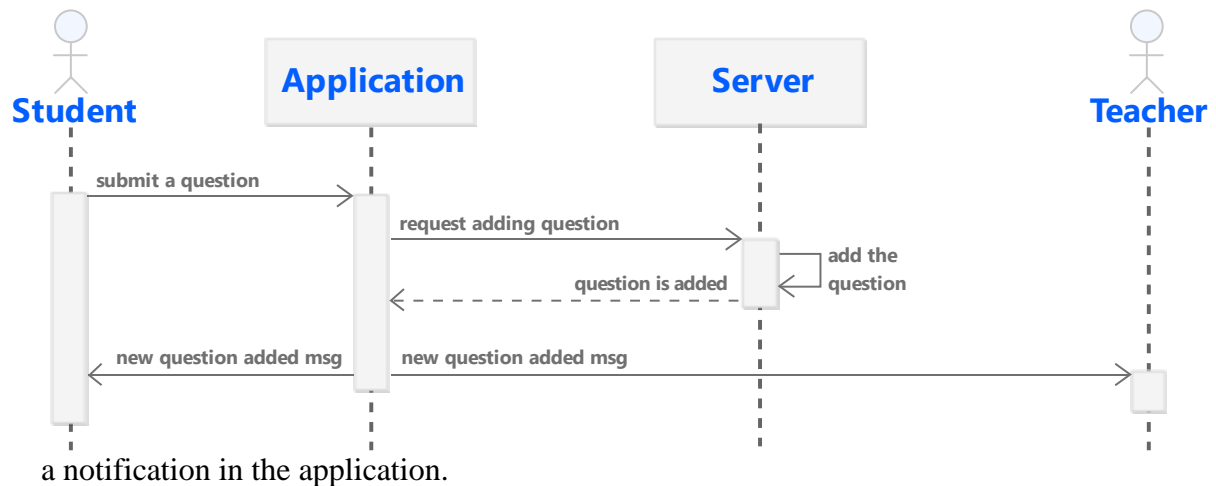 Student
Application
Server
Teacher
submit a question
request adding question
add the
question
question is added
new question added msg
new question added msg
a notification in the application.